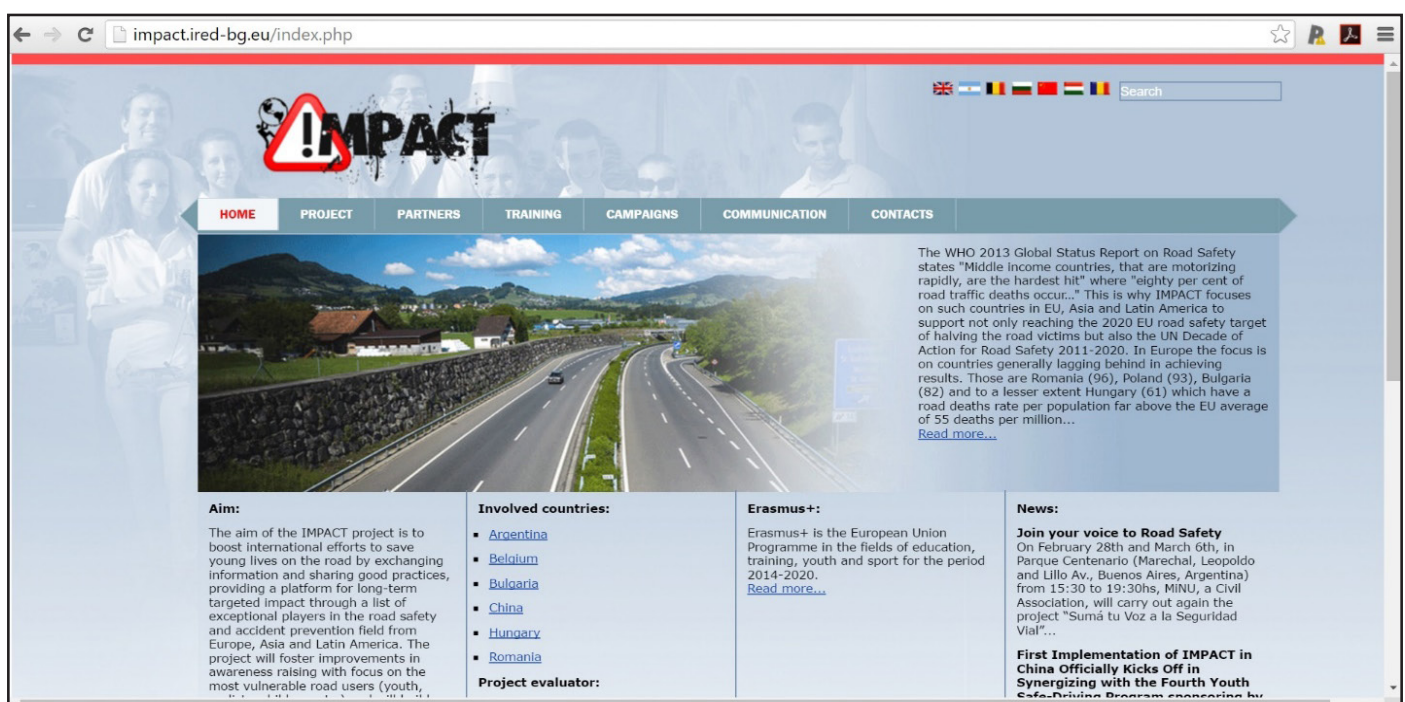 impact.ired-bg.eu/index.php
!MPACT
Search
HOME PROJECT PARTNERS TRAINING CAMPAIGNS COMMUNICATION CONTACTS
The WHO 2013 Global Status Report on Road Safety
states "Middle income countries, that are motorizing
rapidly, are the hardest hit" where "eighty per cent of
road traffic deaths occur..." This is why IMPACT focuses
on such countries in EU, Asia and Latin America to
support not only reaching the 2020 EU road safety target
of halving the road victims but also the UN Decade of
Action for Road Safety 2011-2020. In Europe the focus is
on countries generally lagging behind in achieving
results. Those are Romania (96), Poland (93), Bulgaria
(82) and to a lesser extent Hungary (61) which have a
road deaths rate per population far above the EU average
of 55 deaths per million...
Read more...
Aim:
The aim of the IMPACT project is to
boost international efforts to save
young lives on the road by exchanging
information and sharing good practices,
providing a platform for long-term
targeted impact through a list of
exceptional players in the road safety
and accident prevention field from
Europe, Asia and Latin America. The
project will foster improvements in
awareness raising with focus on the
most vulnerable road users (youth,
Involved countries:
Argentina
Belgium
Bulgaria
China
Hungary
Romania
Project evaluator:
Erasmus+:
Erasmus+ is the European Union
Programme in the fields of education,
training, youth and sport for the period
2014-2020.
Read more...
News:
Join your voice to Road Safety
On February 28th and March 6th, in
Parque Centenario (Marechal, Leopoldo
and Lillo Av., Buenos Aires, Argentina)
from 15:30 to 19:30hs, MiNU, a Civil
Association, will carry out again the
project "Sumá tu Voz a la Seguridad
Vial"...
First Implementation of IMPACT in
China Officially Kicks Off in
Synergizing with the Fourth Youth
Safe-Driving Program sponsoring by